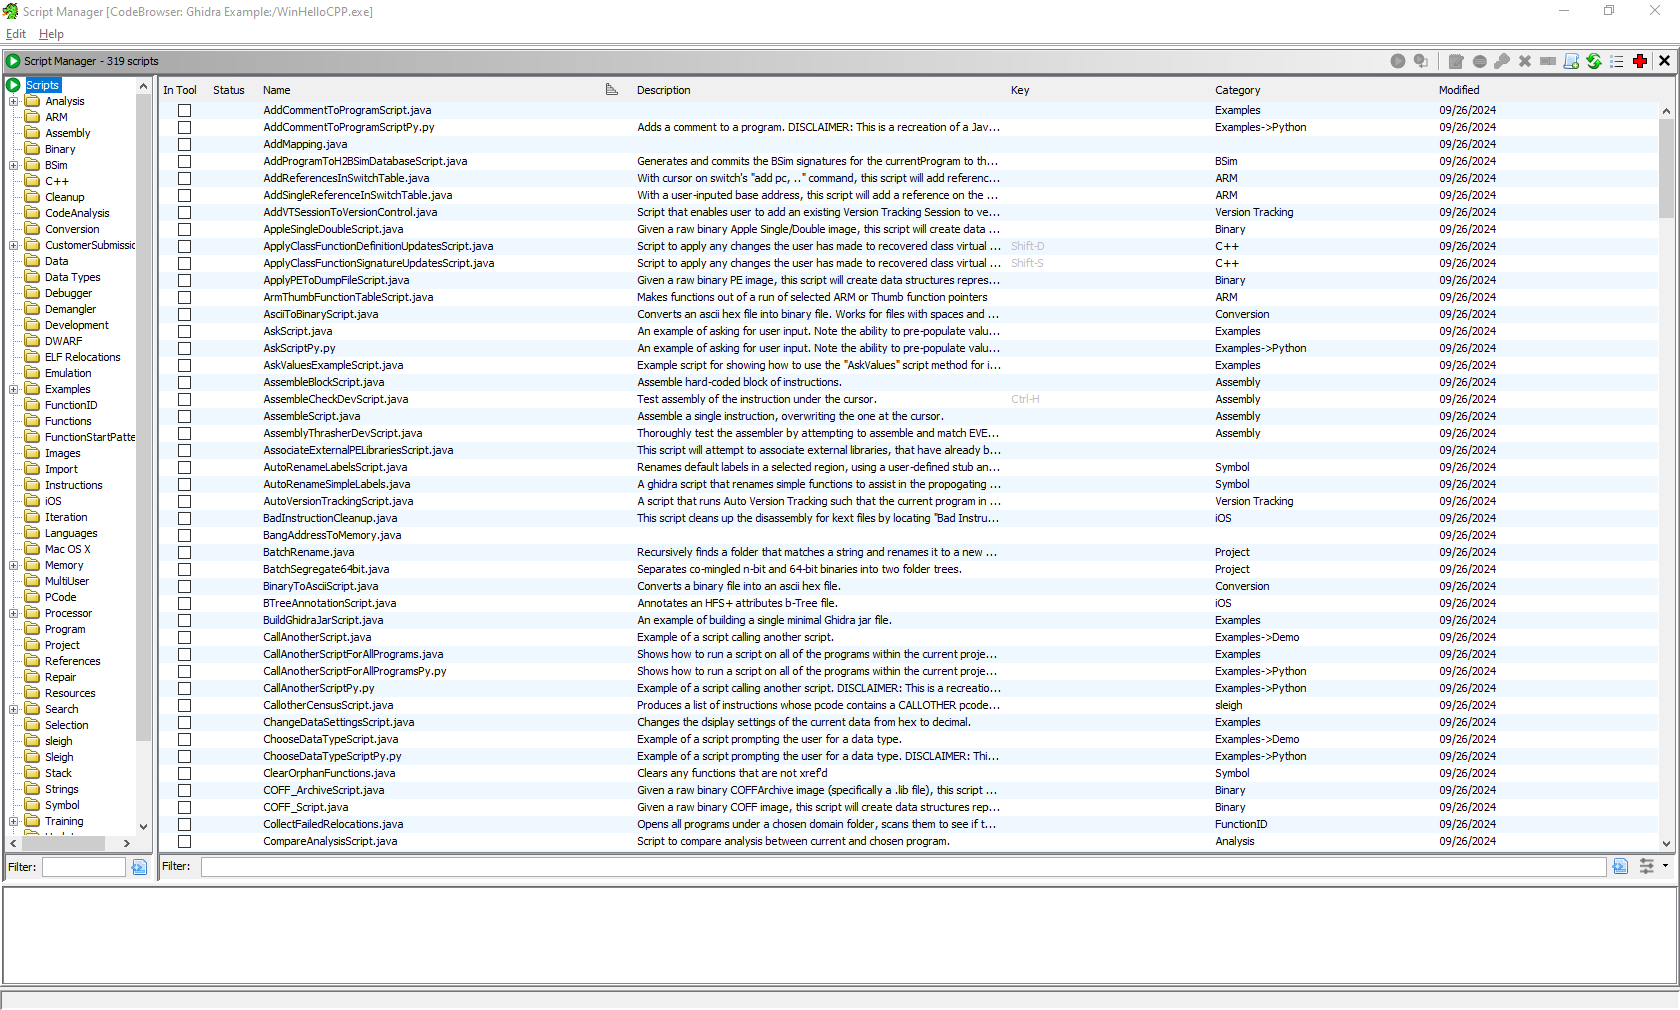 Script Manager [CodeBrowser: Ghidra Example:/WinHelloCPP.exe]
Edit Help
Script Manager - 319 scripts
Scripts
Analysis
ARM
Assembly
Binary
BSim
C++
Cleanup
CodeAnalysis
Conversion
CustomerSubmissic
Data
Data Types
Debugger
Demangler
Development
DWARF
ELF Relocations
Emulation
Examples
FunctionID
Functions
FunctionStartPatte
Images
Import
Instructions
iOS
Iteration
Languages
Mac OS X
Memory
MultiUser
PCode
Processor
Program
Project
References
Repair
Resources
Search
Selection
sleigh
Sleigh
Stack
Strings
Symbol
Training
Filter:
In Tool Status Name Description Key Category Modified
AddCommentToProgramScript.java Examples 09/26/2024
AddCommentToProgramScriptPy.py Adds a comment to a program. DISCLAIMER: This is a recreation of a Jav... Examples->Python 09/26/2024
AddMapping.java 09/26/2024
AddProgramToH2BSimDatabaseScript.java Generates and commits the BSim signatures for the currentProgram to th... BSim 09/26/2024
AddReferencesInSwitchTable.java With cursor on switch's "add pc, .." command, this script will add referenc... ARM 09/26/2024
AddSingleReferenceInSwitchTable.java With a user-inputed base address, this script will add a reference on the ... ARM 09/26/2024
AddVTSessionToVersionControl.java Script that enables user to add an existing Version Tracking Session to ve... Version Tracking 09/26/2024
AppleSingleDoubleScript.java Given a raw binary Apple Single/Double image, this script will create data ... Binary 09/26/2024
ApplyClassFunctionDefinitionUpdatesScript.java Script to apply any changes the user has made to recovered class virtual ... Shift-D C++ 09/26/2024
ApplyClassFunctionSignatureUpdatesScript.java Script to apply any changes the user has made to recovered class virtual ... Shift-S C++ 09/26/2024
ApplyPEToDumpFileScript.java Given a raw binary PE image, this script will create data structures repres... Binary 09/26/2024
ArmThumbFunctionTableScript.java Makes functions out of a run of selected ARM or Thumb function pointers ARM 09/26/2024
AsciiToBinaryScript.java Converts an ascii hex file into binary file. Works for files with spaces and ... Conversion 09/26/2024
AskScript.java An example of asking for user input. Note the ability to pre-populate valu... Examples 09/26/2024
AskScriptPy.py An example of asking for user input. Note the ability to pre-populate valu... Examples->Python 09/26/2024
AskValuesExampleScript.java Example script for showing how to use the "AskValues" script method for i... Examples 09/26/2024
AssembleBlockScript.java Assemble hard-coded block of instructions. Assembly 09/26/2024
AssembleCheckDevScript.java Test assembly of the instruction under the cursor. Ctrl-H Assembly 09/26/2024
AssembleScript.java Assemble a single instruction, overwriting the one at the cursor. Assembly 09/26/2024
AssemblyThrasherDevScript.java Thoroughly test the assembler by attempting to assemble and match EVE... Assembly 09/26/2024
AssociateExternalPELibrariesScript.java This script will attempt to associate external libraries, that have already b... 09/26/2024
AutoRenameLabelsScript.java Renames default labels in a selected region, using a user-defined stub an... Symbol 09/26/2024
AutoRenameSimpleLabels.java A ghidra script that renames simple functions to assist in the propogating ... Symbol 09/26/2024
AutoVersionTrackingScript.java A script that runs Auto Version Tracking such that the current program in ... Version Tracking 09/26/2024
BadInstructionCleanup.java This script cleans up the disassembly for kext files by locating "Bad Instru... iOS 09/26/2024
BangAddressToMemory.java 09/26/2024
BatchRename.java Recursively finds a folder that matches a string and renames it to a new ... Project 09/26/2024
BatchSegregate64bit.java Separates co-mingled n-bit and 64-bit binaries into two folder trees. Project 09/26/2024
BinaryToAsciiScript.java Converts a binary file into an ascii hex file. Conversion 09/26/2024
BTreeAnnotationScript.java Annotates an HFS+ attributes b-Tree file. iOS 09/26/2024
BuildGhidraJarScript.java An example of building a single minimal Ghidra jar file. Examples 09/26/2024
CallAnotherScript.java Example of a script calling another script. Examples->Demo 09/26/2024
CallAnotherScriptForAllPrograms.java Shows how to run a script on all of the programs within the current proje... Examples 09/26/2024
CallAnotherScriptForAllProgramsPy.py Shows how to run a script on all of the programs within the current proje... Examples->Python 09/26/2024
CallAnotherScriptPy.py Example of a script calling another script. DISCLAIMER: This is a recreatio... Examples->Python 09/26/2024
CallotherCensusScript.java Produces a list of instructions whose pcode contains a CALLOTHER pcode... sleigh 09/26/2024
ChangeDataSettingsScript.java Changes the dsiplay settings of the current data from hex to decimal. Examples 09/26/2024
ChooseDataTypeScript.java Example of a script prompting the user for a data type. Examples->Demo 09/26/2024
ChooseDataTypeScriptPy.py Example of a script prompting the user for a data type. DISCLAIMER: Thi... Examples->Python 09/26/2024
ClearOrphanFunctions.java Clears any functions that are not xref'd Symbol 09/26/2024
COFF_ArchiveScript.java Given a raw binary COFFArchive image (specifically a .lib file), this script ... Binary 09/26/2024
COFF_Script.java Given a raw binary COFF image, this script will create data structures rep... Binary 09/26/2024
CollectFailedRelocations.java Opens all programs under a chosen domain folder, scans them to see if t... FunctionID 09/26/2024
CompareAnalysisScript.java Script to compare analysis between current and chosen program. Analysis 09/26/2024
Filter: